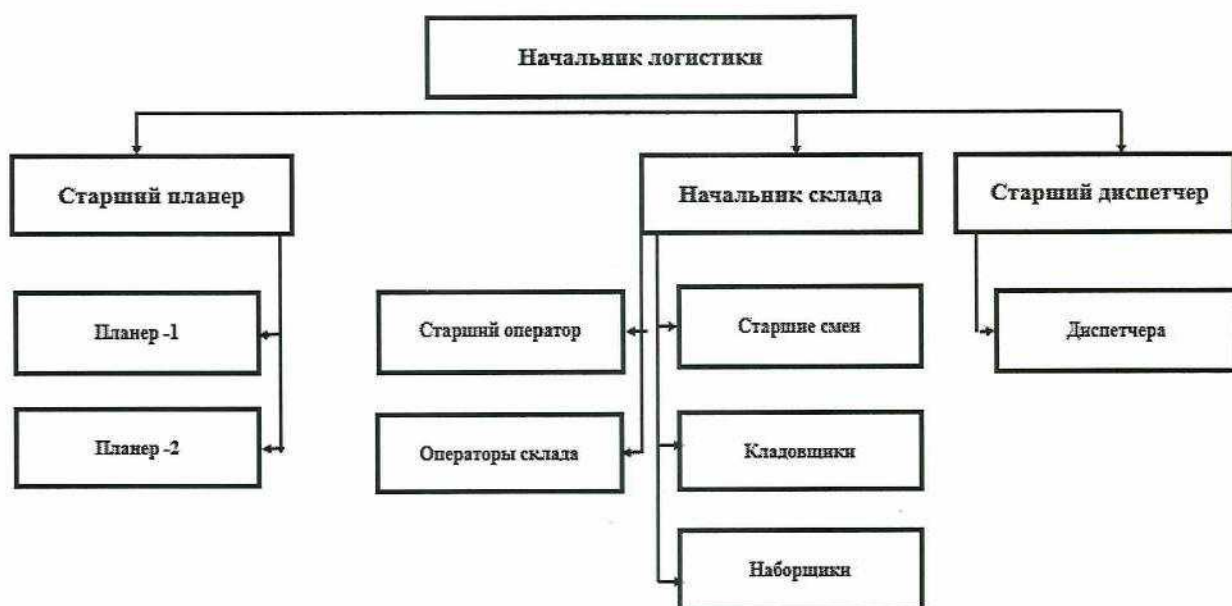 Начальник логистики
Старший планер
Начальник склада
Старший диспетчер
Планер -1
Старший оператор
Старшие смен
Диспетчера
Планер -2
Операторы склада
Кладовщики
Наборщики